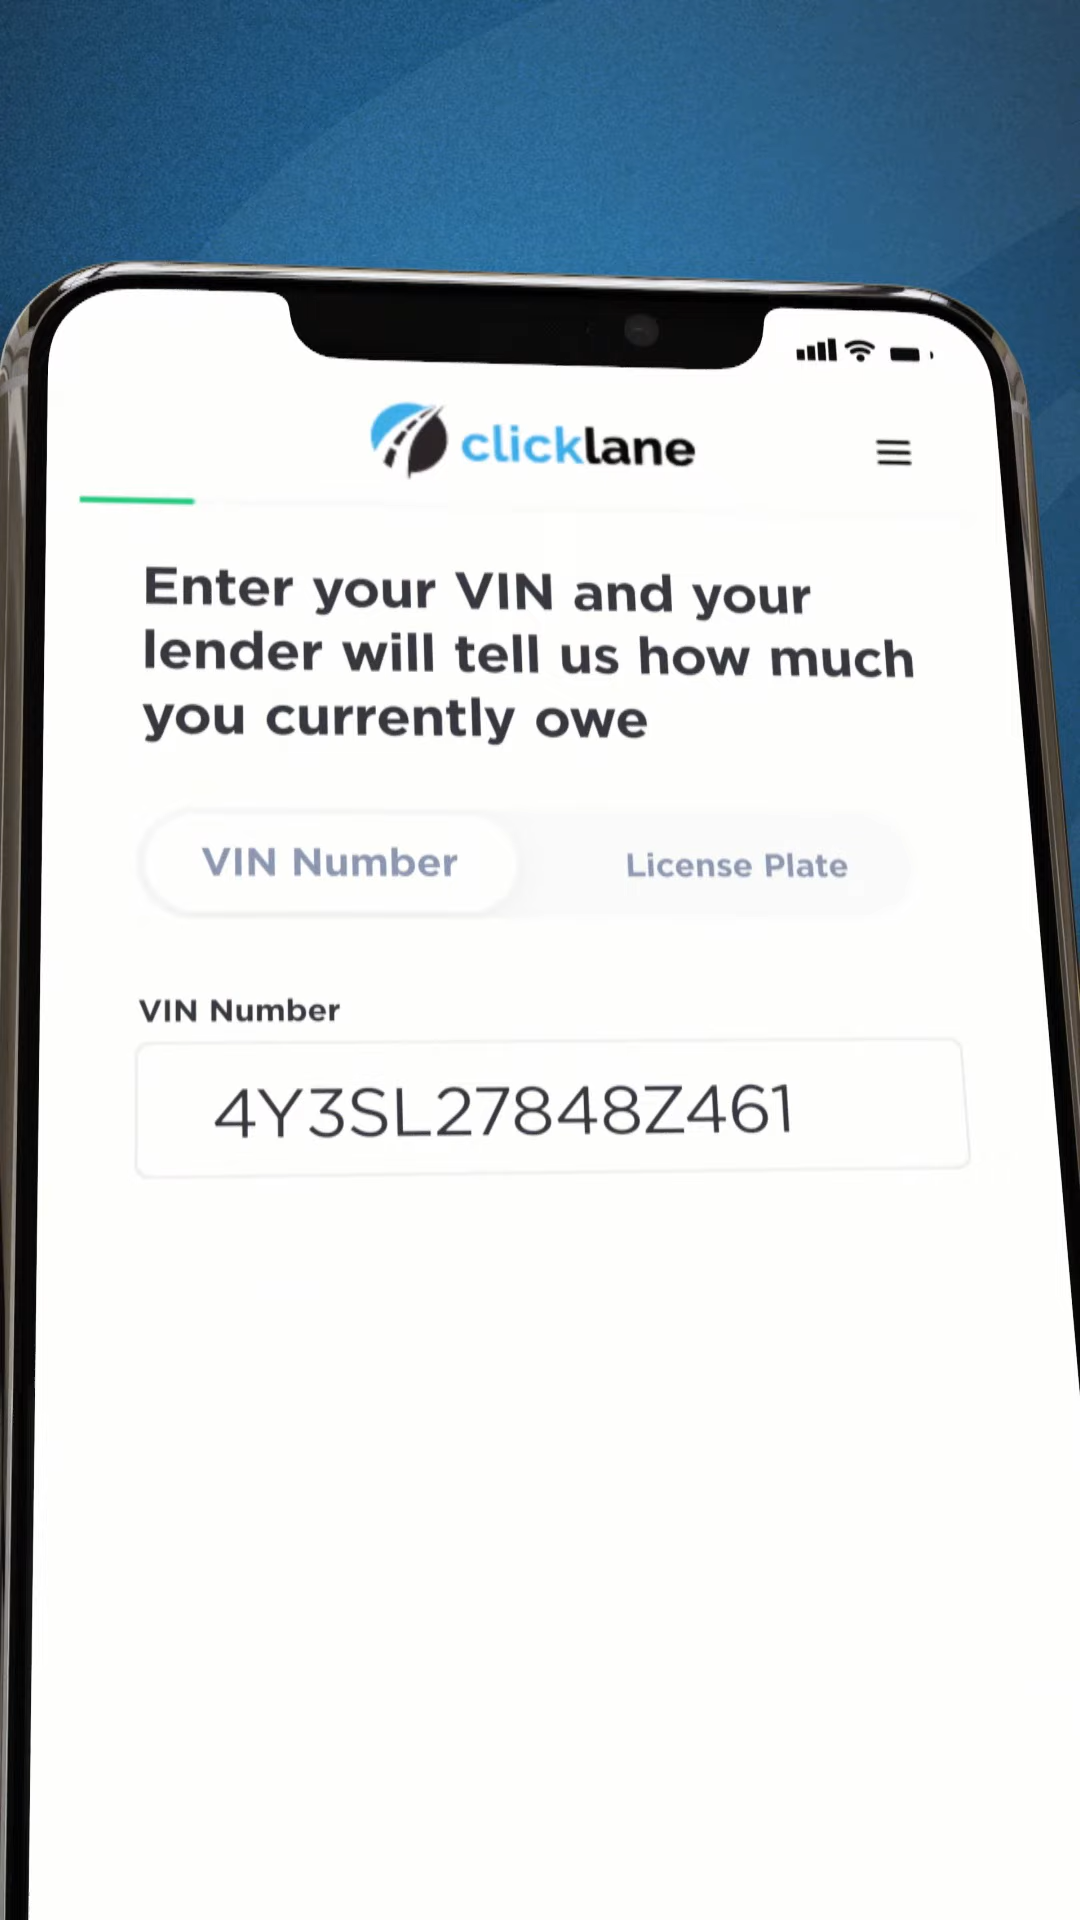 clicklane
Enter your VIN and your
lender will tell us how much
you currently owe
VIN Number
License Plate
VIN Number
4Y3SL27848Z461